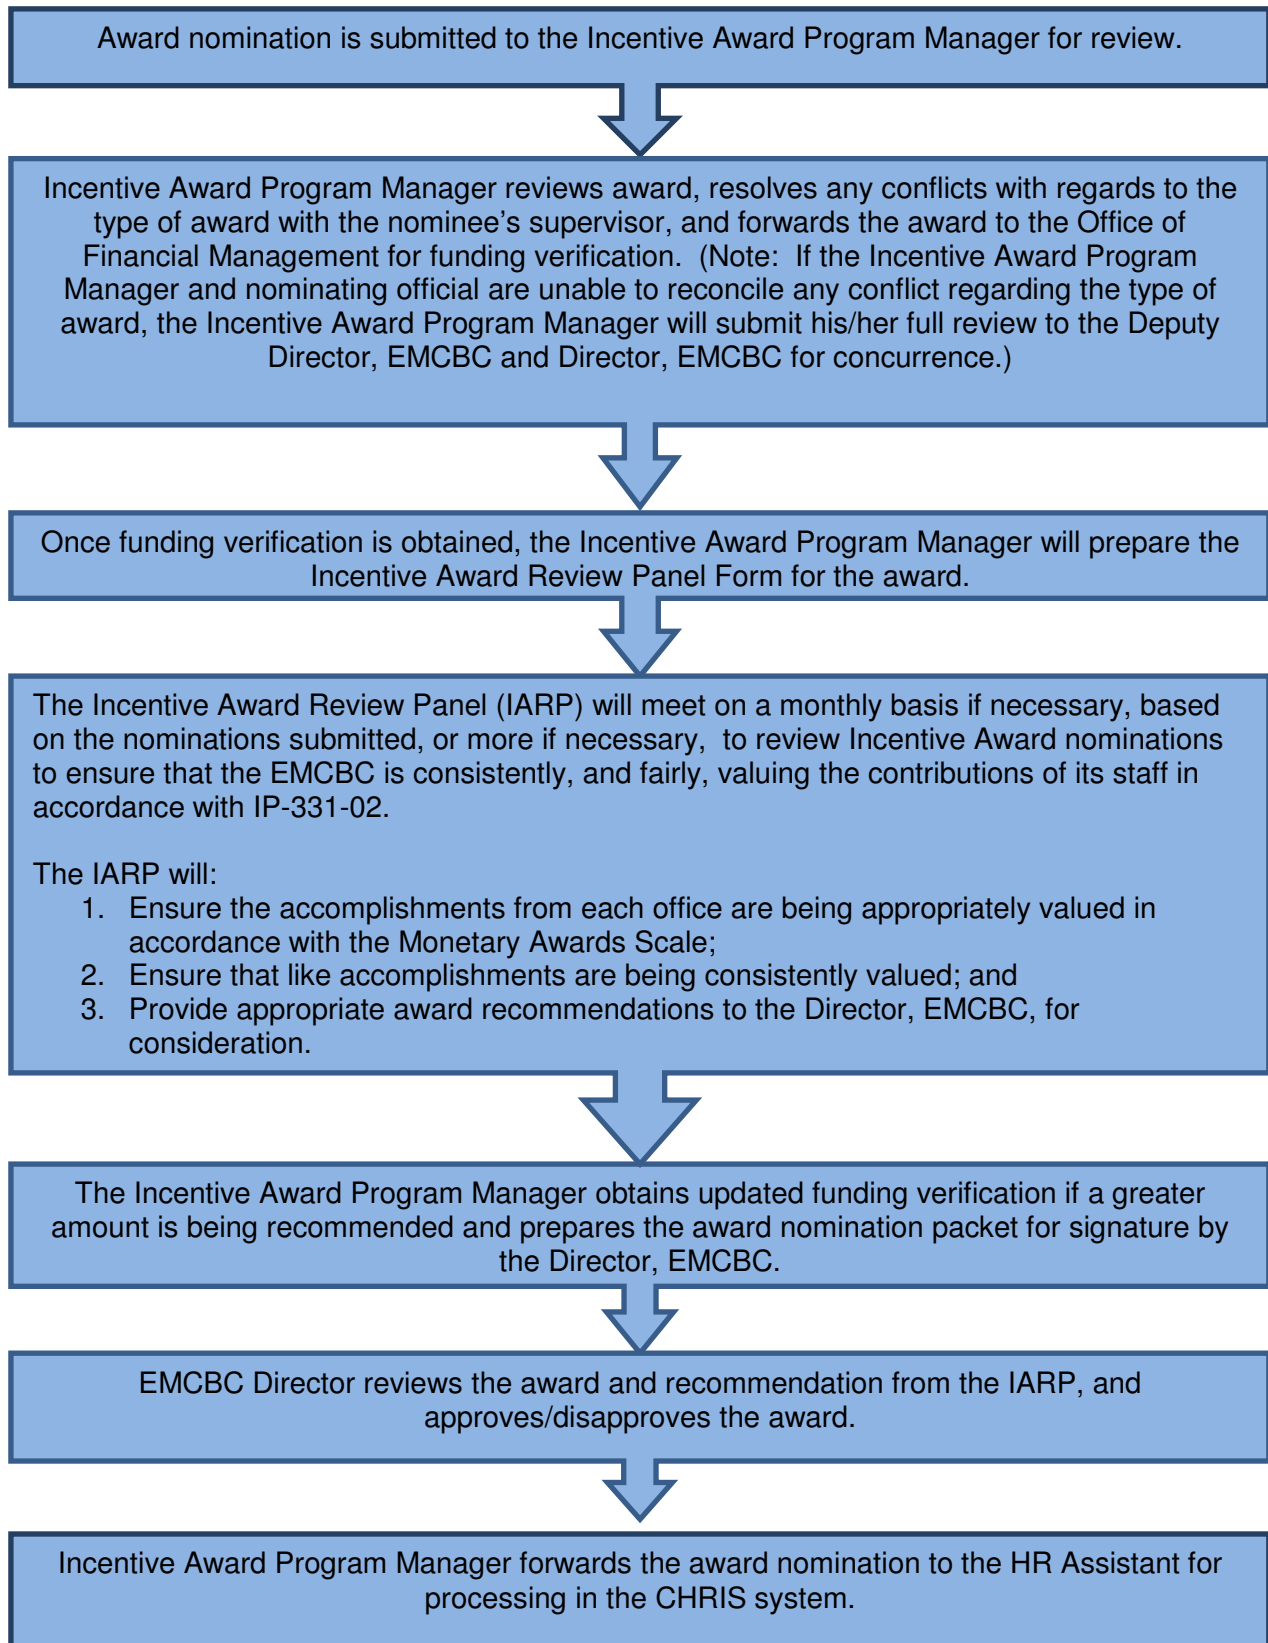 Award nomination is submitted to the Incentive Award Program Manager for review.
Incentive Award Program Manager reviews award, resolves any conflicts with regards to the
type of award with the nominee's supervisor, and forwards the award to the Office of
Financial Management for funding verification.  (Note:  If the Incentive Award Program
Manager and nominating official are unable to reconcile any conflict regarding the type of
award, the Incentive Award Program Manager will submit his/her full review to the Deputy
Director, EMCBC and Director, EMCBC for concurrence.)
Once funding verification is obtained, the Incentive Award Program Manager will prepare the
Incentive Award Review Panel Form for the award.
The Incentive Award Review Panel (IARP) will meet on a monthly basis if necessary, based
on the nominations submitted, or more if necessary,  to review Incentive Award nominations
to ensure that the EMCBC is consistently, and fairly, valuing the contributions of its staff in
accordance with IP-331-02.
The IARP will:
1. Ensure the accomplishments from each office are being appropriately valued in
accordance with the Monetary Awards Scale;
2. Ensure that like accomplishments are being consistently valued; and
3. Provide appropriate award recommendations to the Director, EMCBC, for
consideration.
The Incentive Award Program Manager obtains updated funding verification if a greater
amount is being recommended and prepares the award nomination packet for signature by
the Director, EMCBC.
EMCBC Director reviews the award and recommendation from the IARP, and
approves/disapproves the award.
Incentive Award Program Manager forwards the award nomination to the HR Assistant for
processing in the CHRIS system.